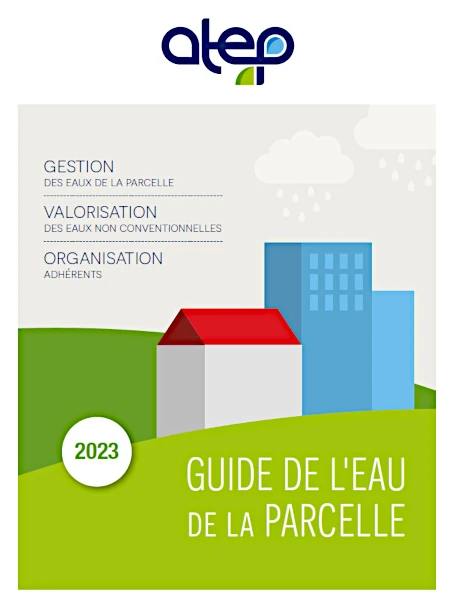 atep
GESTION
DES EAUX DE LA PARCELLE
VALORISATION
DES EAUX NON CONVENTIONNELLES
ORGANISATION
ADHÉRENTS
2023
GUIDE DE L'EAU
DE LA PARCELLE